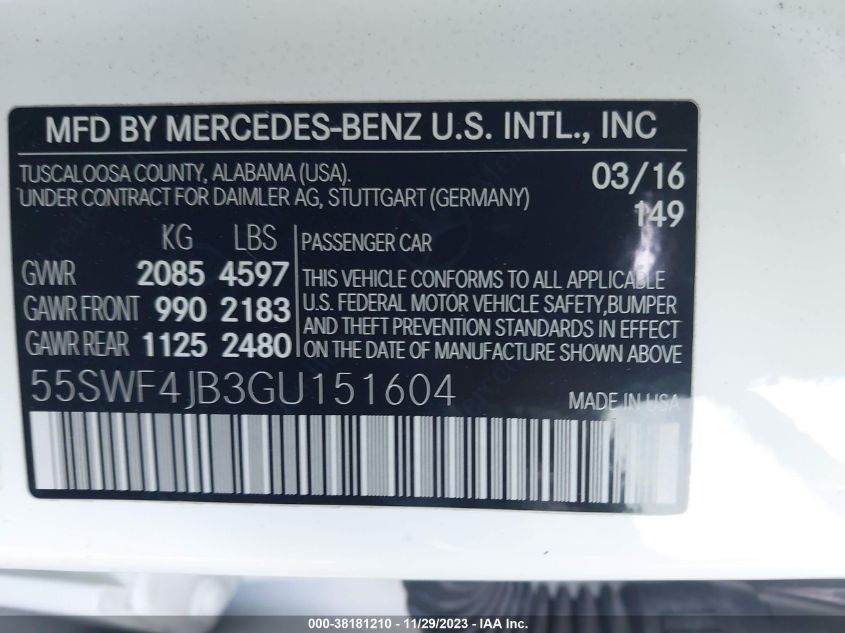 MFD BY MERCEDES-BENZ U.S. INTL., INC
TUSCALOOSA COUNTY, ALABAMA (USA).
UNDER CONTRACT FOR DAIMLER AG, STUTTGART (GERMANY)
03/16
149
KG LBS
GVWR 2085 4597
GAWR FRONT 990 2183
GAWR REAR 1125 2480
PASSENGER CAR
THIS VEHICLE CONFORMS TO ALL APPLICABLE
U.S. FEDERAL MOTOR VEHICLE SAFETY,BUMPER
AND THEFT PREVENTION STANDARDS IN EFFECT
ON THE DATE OF MANUFACTURE SHOWN ABOVE
55SWF4JB3GU151604
MADE IN USA
000-38181210 - 11/29/2023 - IAA Inc.